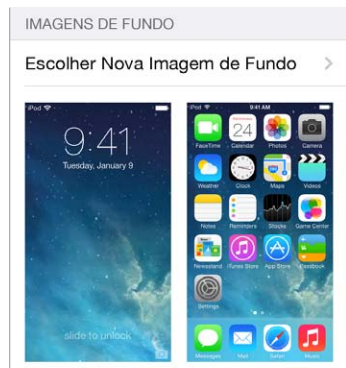 IMAGENS DE FUNDO
Escolher Nova Imagem de Fundo
iPod
9:41
Tuesday, January 9
slide to unlock
iPod 9:41 AM
24
FaceTime Calendar Photos Camera
Weather Clock Maps Videos
Notes Reminders Stocks Game Center
Newsstand iTunes Store App Store Passbook
Settings
Messages Mail Safari Music